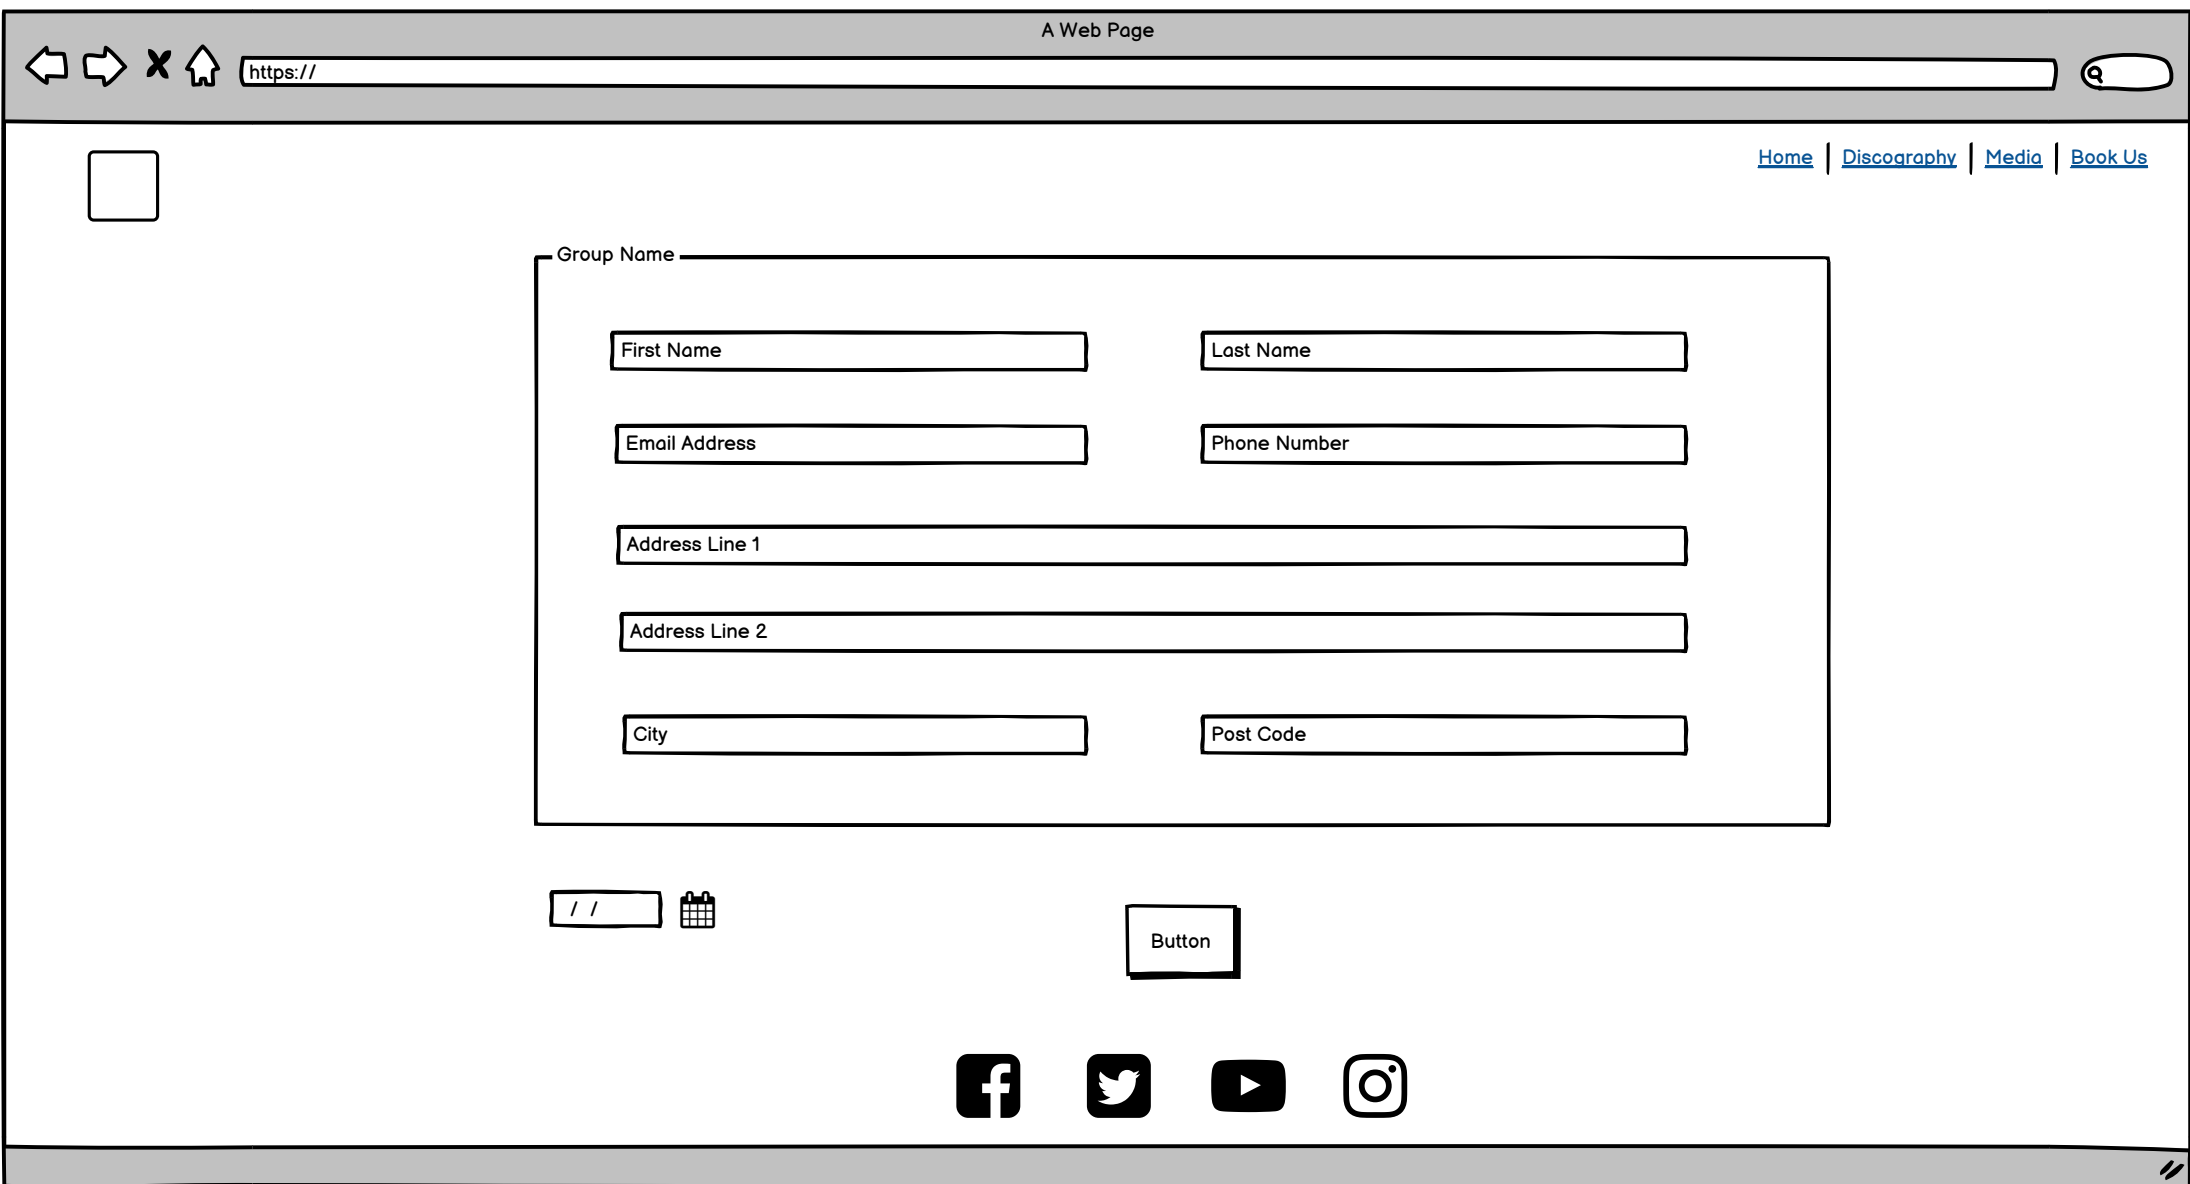 A Web Page
https://
Home | Discography | Media | Book Us
Group Name
First Name
Last Name
Email Address
Phone Number
Address Line 1
Address Line 2
City
Post Code
/ /
Button